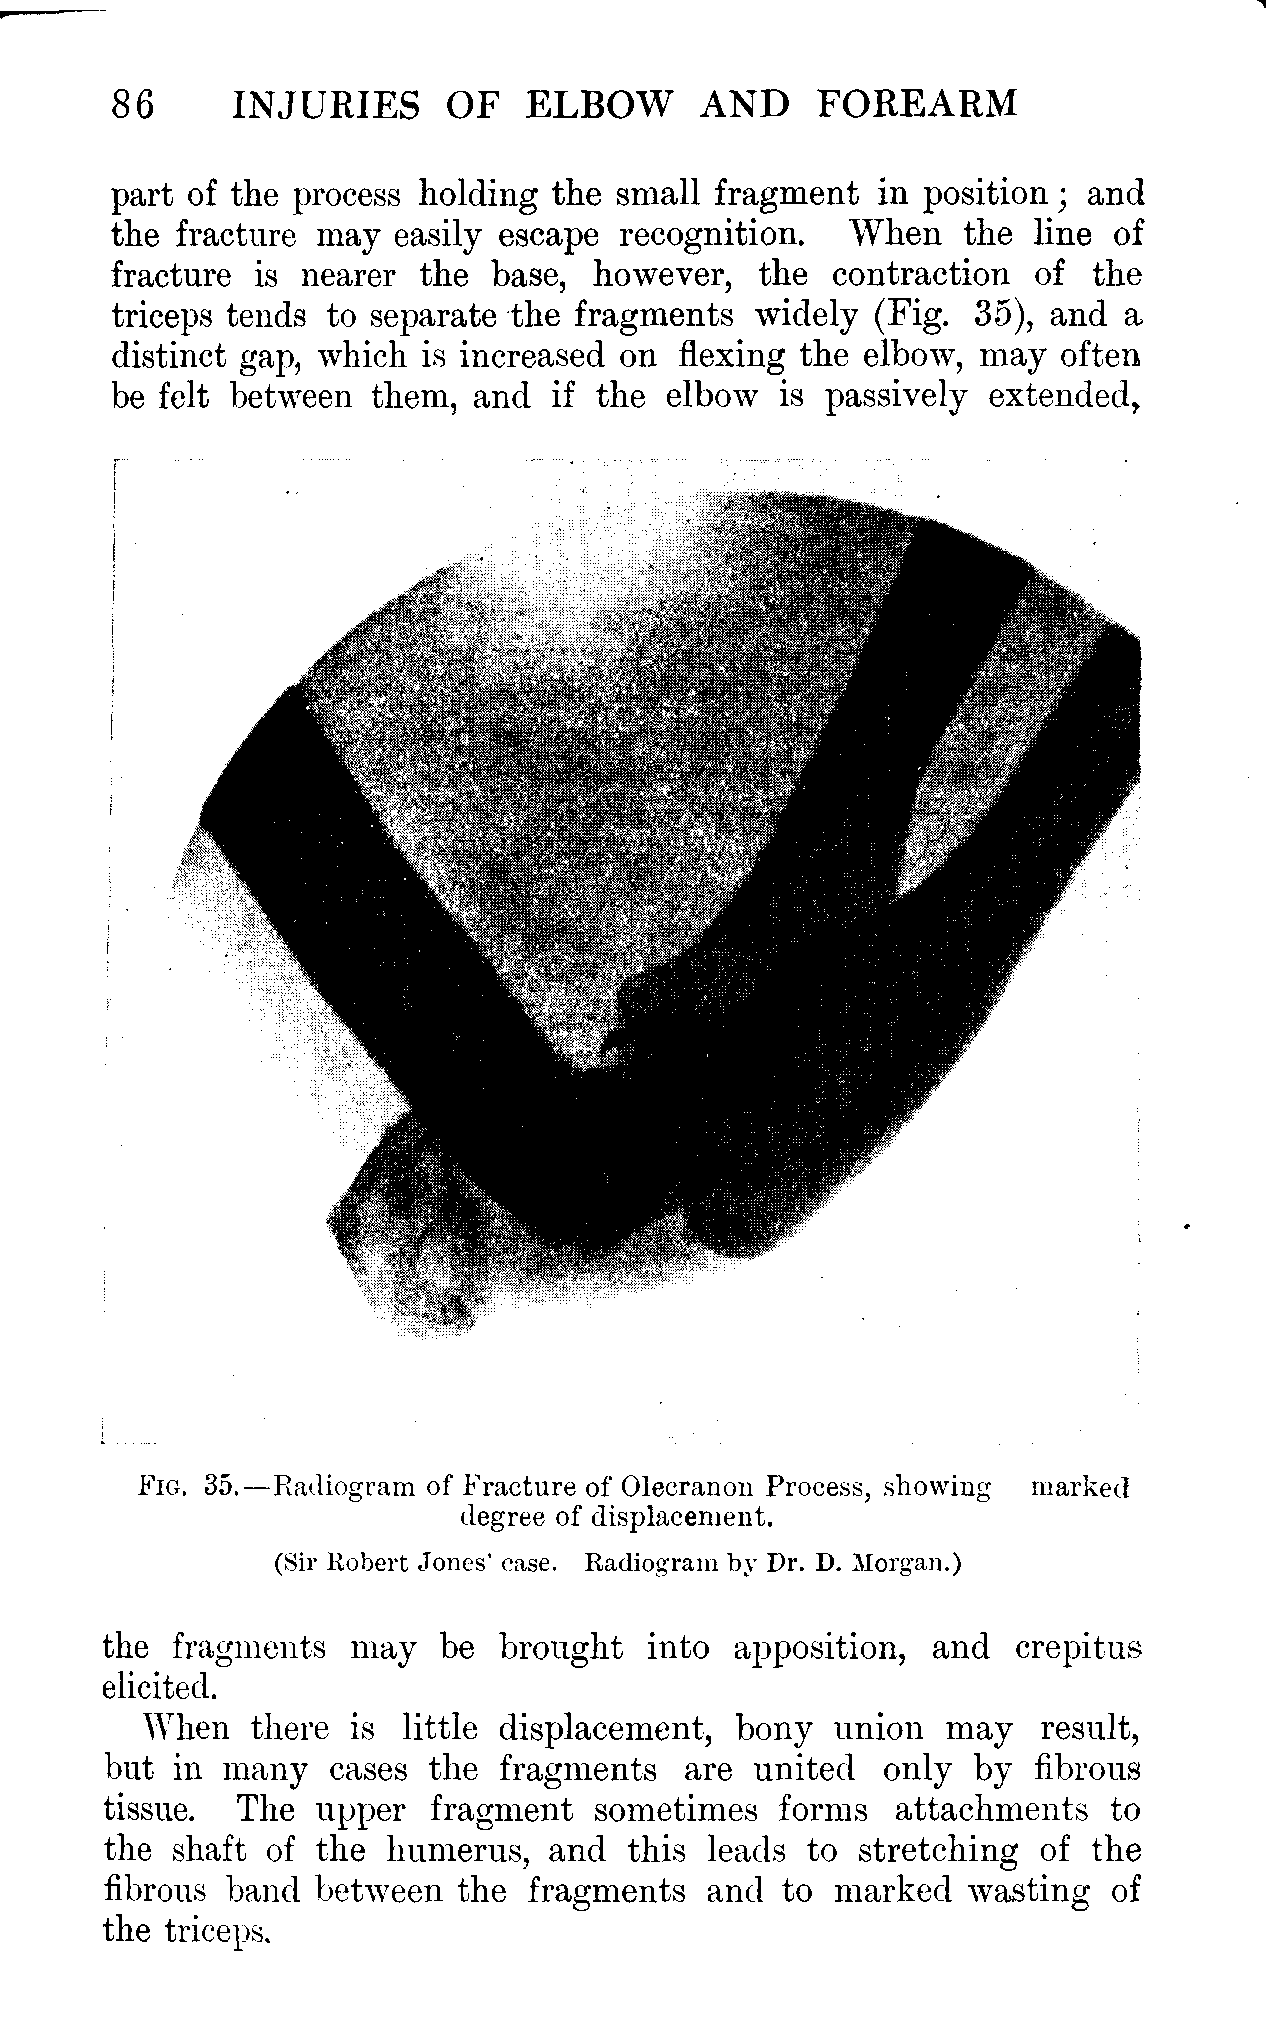 86 INJURIES OF ELBOW AND FOREARM
part of the process holding the small fragment in position; and
the fracture may easily escape recognition. When the line of
fracture is nearer the base, however, the contraction of the
triceps tends to separate the fragments widely (Fig. 35), and a
distinct gap, which is increased on flexing the elbow, may often
be felt between them, and if the elbow is passively extended,
FIG. 35.—Radiogram of Fracture of Olecranon Process, showing marked
degree of displacement.
(Sir Robert Jones' case. Radiogram by Dr. D. Morgan.)
the fragments may be brought into apposition, and crepitus
elicited.
When there is little displacement, bony union may result,
but in many cases the fragments are united only by fibrous
tissue. The upper fragment sometimes forms attachments to
the shaft of the humerus, and this leads to stretching of the
fibrous band between the fragments and to marked wasting of
the triceps.